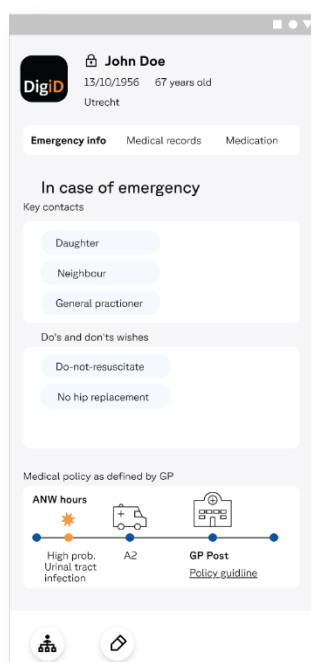 DigiD
John Doe
13/10/1956 67 years old
Utrecht
Emergency info Medical records Medication
In case of emergency
Key contacts
Daughter
Neighbour
General practioner
Do's and don'ts wishes
Do-not-resuscitate
No hip replacement
Medical policy as defined by GP
ANW hours
High prob.
Urinal tract
infection
A2
GP Post
Policy guidline